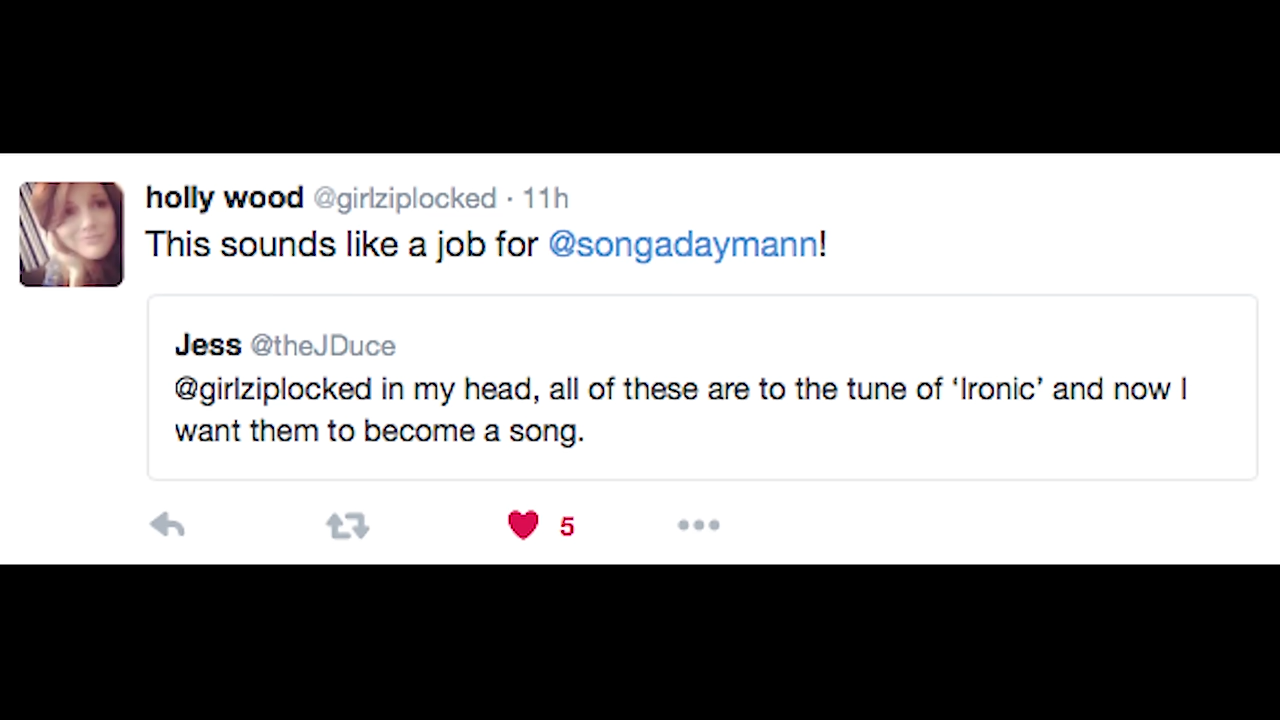 holly wood @girlziplocked · 11h
This sounds like a job for @songadaymann!
Jess @theJDuce
@girlziplocked in my head, all of these are to the tune of ‘Ironic’ and now I
want them to become a song.
5